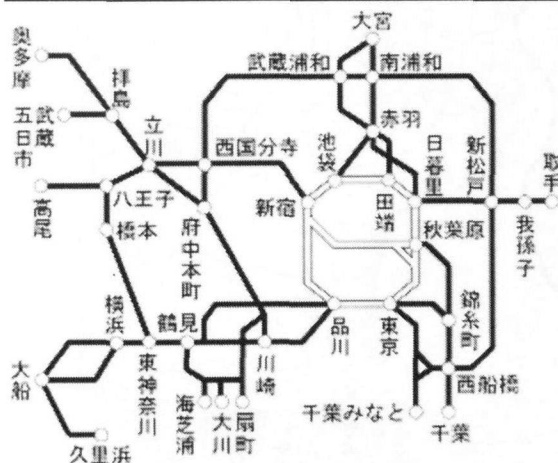 大宮
奥多摩
武蔵浦和
南浦和
拝島
武蔵五日市
立川
西国分寺
池袋
赤羽
日暮里
新松戸
取手
高尾
八王子
新宿
田端
秋葉原
我孫子
橋本
府中本町
錦糸町
横浜
鶴見
品川
東京
大船
東神奈川
川崎
西船橋
海芝浦
大川
扇町
千葉みなと
千葉
久里浜